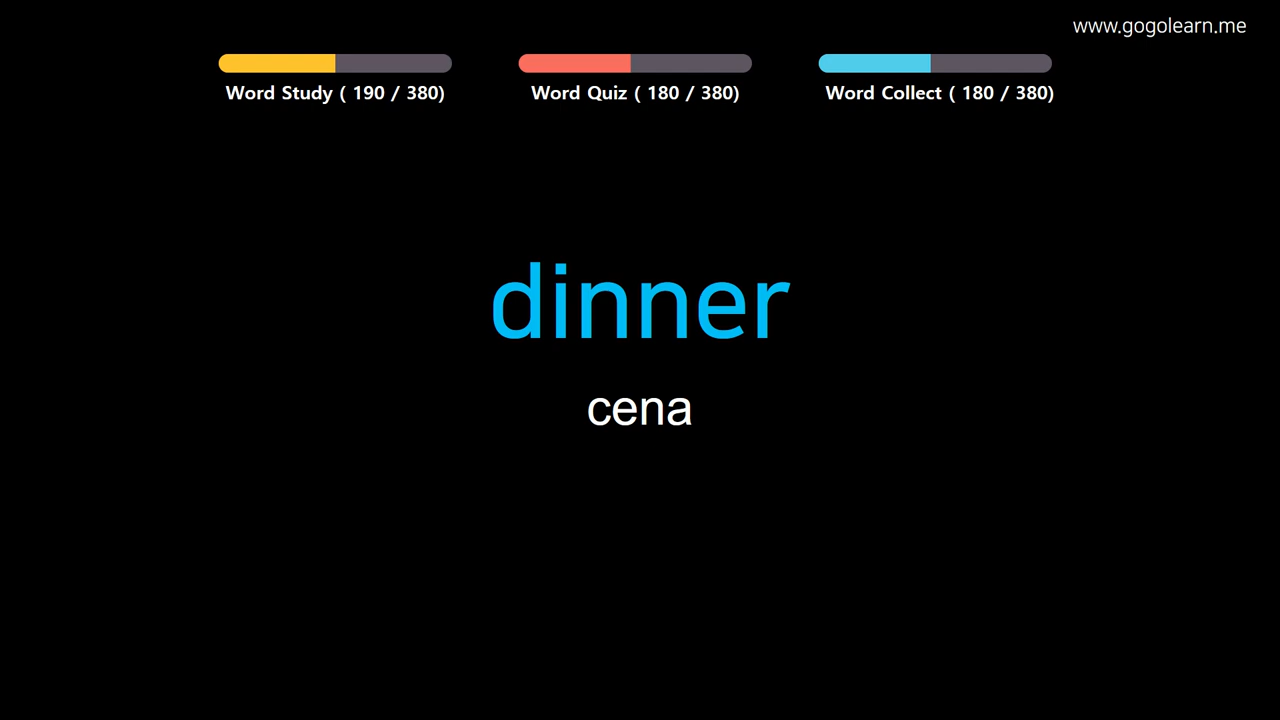 www.gogolearn.me
Word Study ( 190 / 380)
Word Quiz ( 180 / 380)
Word Collect ( 180 / 380)
dinner
cena